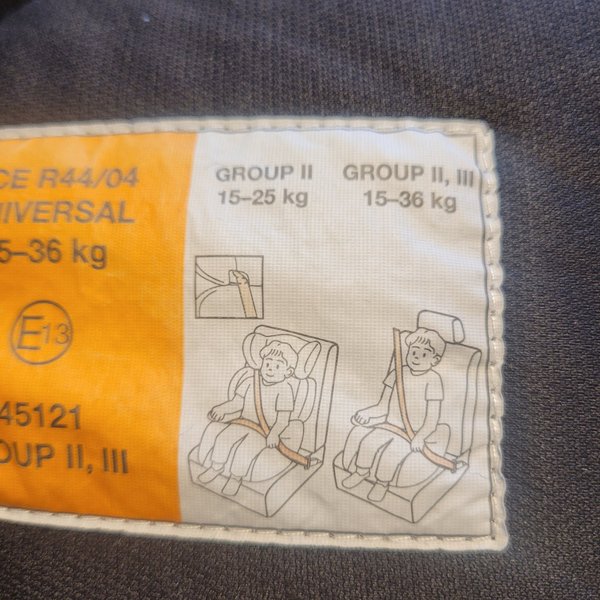 CE R44/04
NIVERSAL
5–36 kg
E13
45121
OUP II, III
GROUP II
15–25 kg
GROUP II, III
15–36 kg